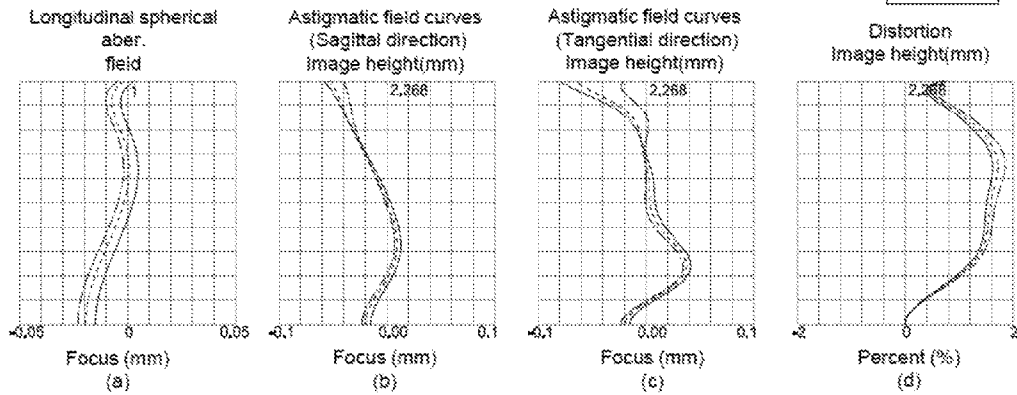 Longitudinal spherical
aber.
field
-0.05
0
0.05
Focus (mm)
(a)
Astigmatic field curves
(Sagittal direction)
Image height(mm)
2.268
-0.1
0.00
0.1
Focus (mm)
(b)
Astigmatic field curves
(Tangential direction)
Image height(mm)
2.268
-0.1
0.00
0.1
Focus (mm)
(c)
Distortion
Image height(mm)
2.268
-2
0
2
Percent (%)
(d)